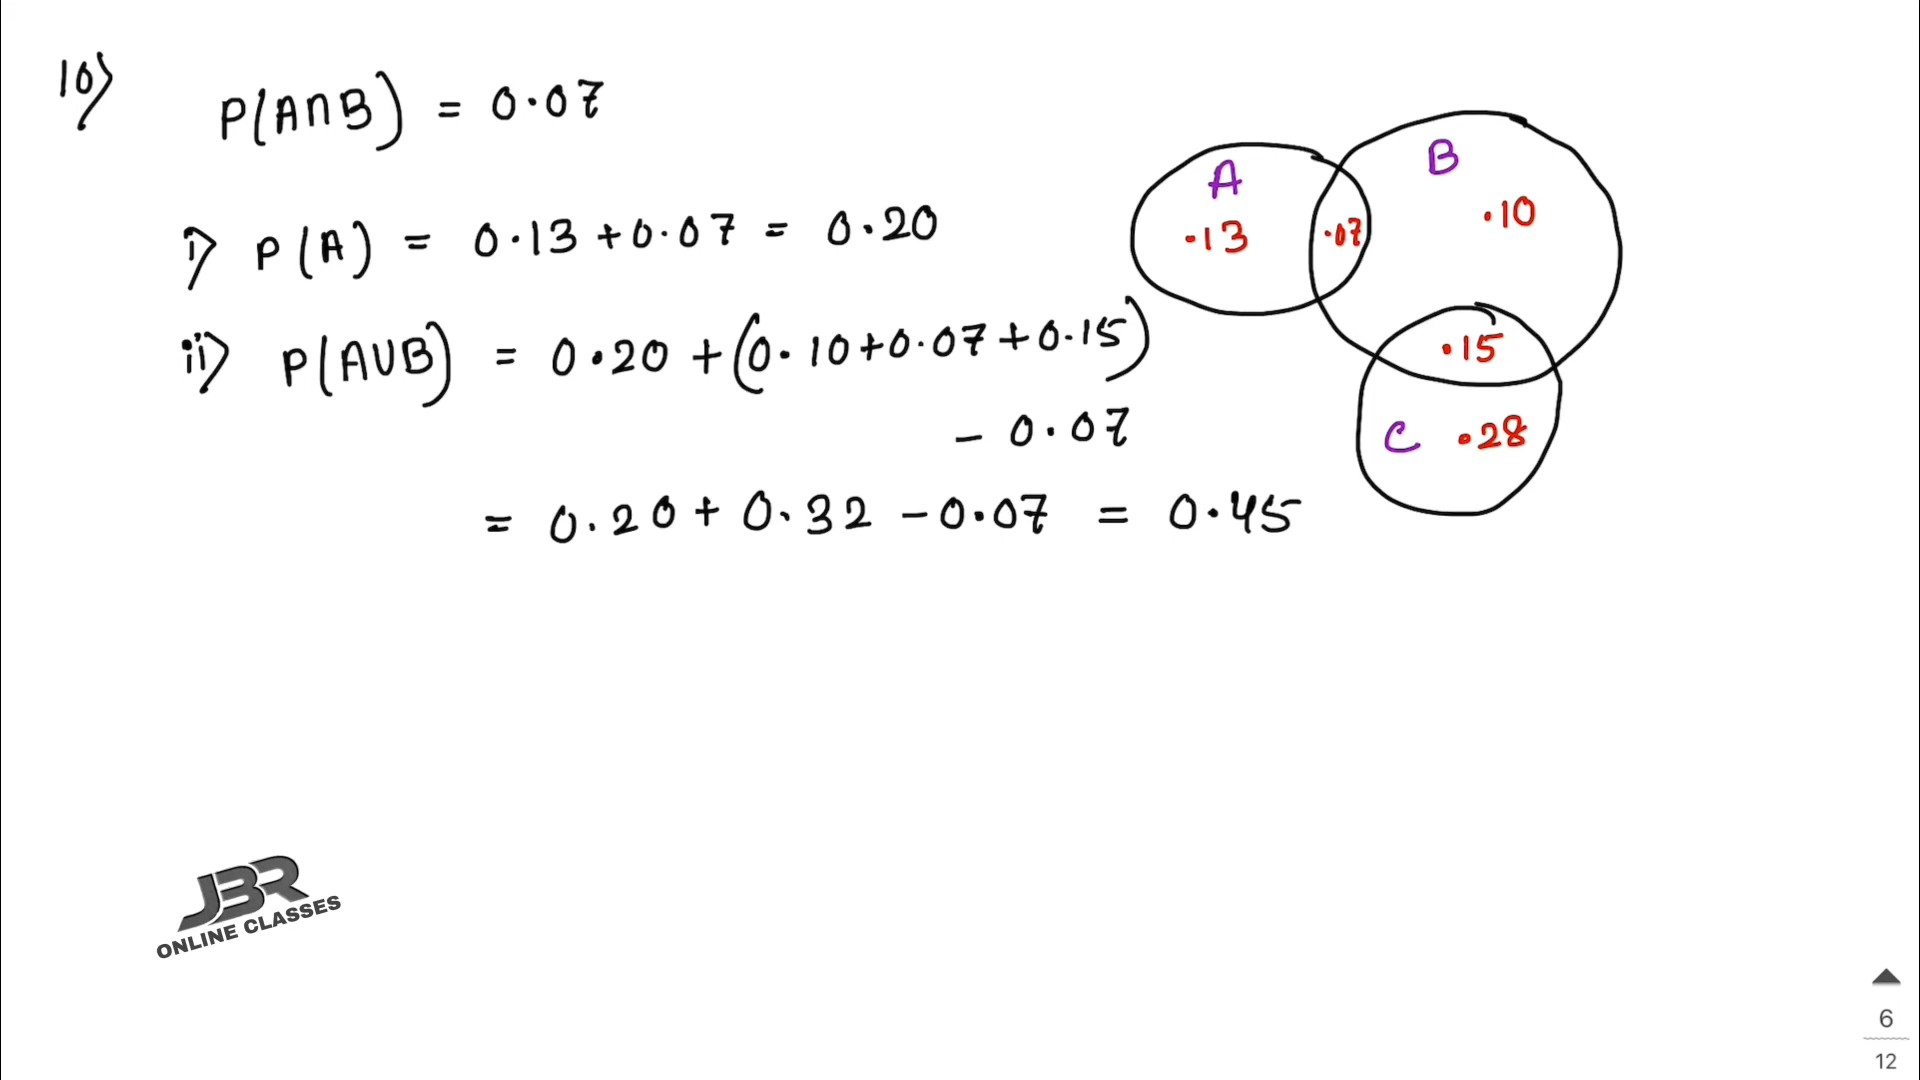 10)
P(A∩B) = 0.07
i) P(A) = 0.13 + 0.07 = 0.20
ii) P(A∪B) = 0.20 + (0.10 + 0.07 + 0.15)
- 0.07
= 0.20 + 0.32 - 0.07 = 0.45
A
B
.13
.07
.10
.15
C .28
JBR
ONLINE CLASSES
6
12